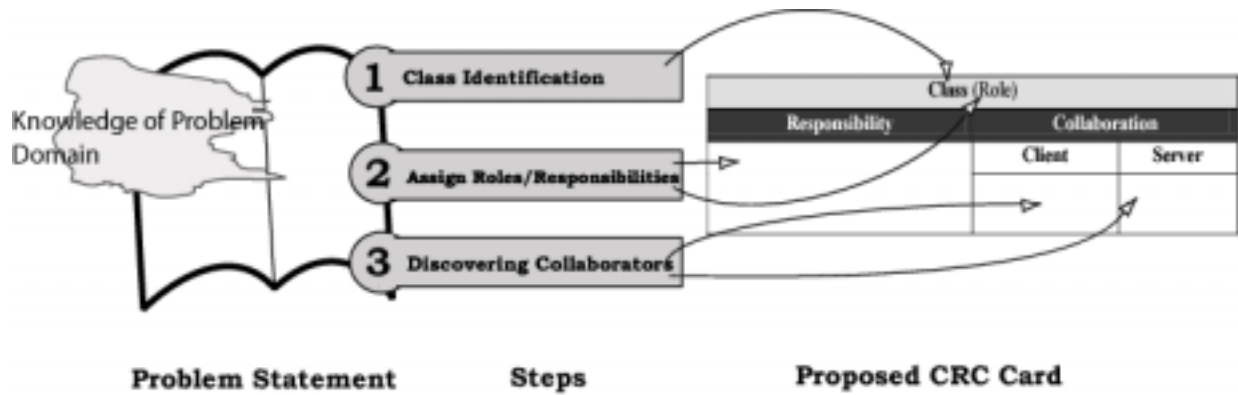 Knowledge of Problem
Domain
1 Class Identification
2 Assign Roles/Responsibilities
3 Discovering Collaborators
Class (Role)
Responsibility Collaboration
Client Server
Problem Statement Steps Proposed CRC Card